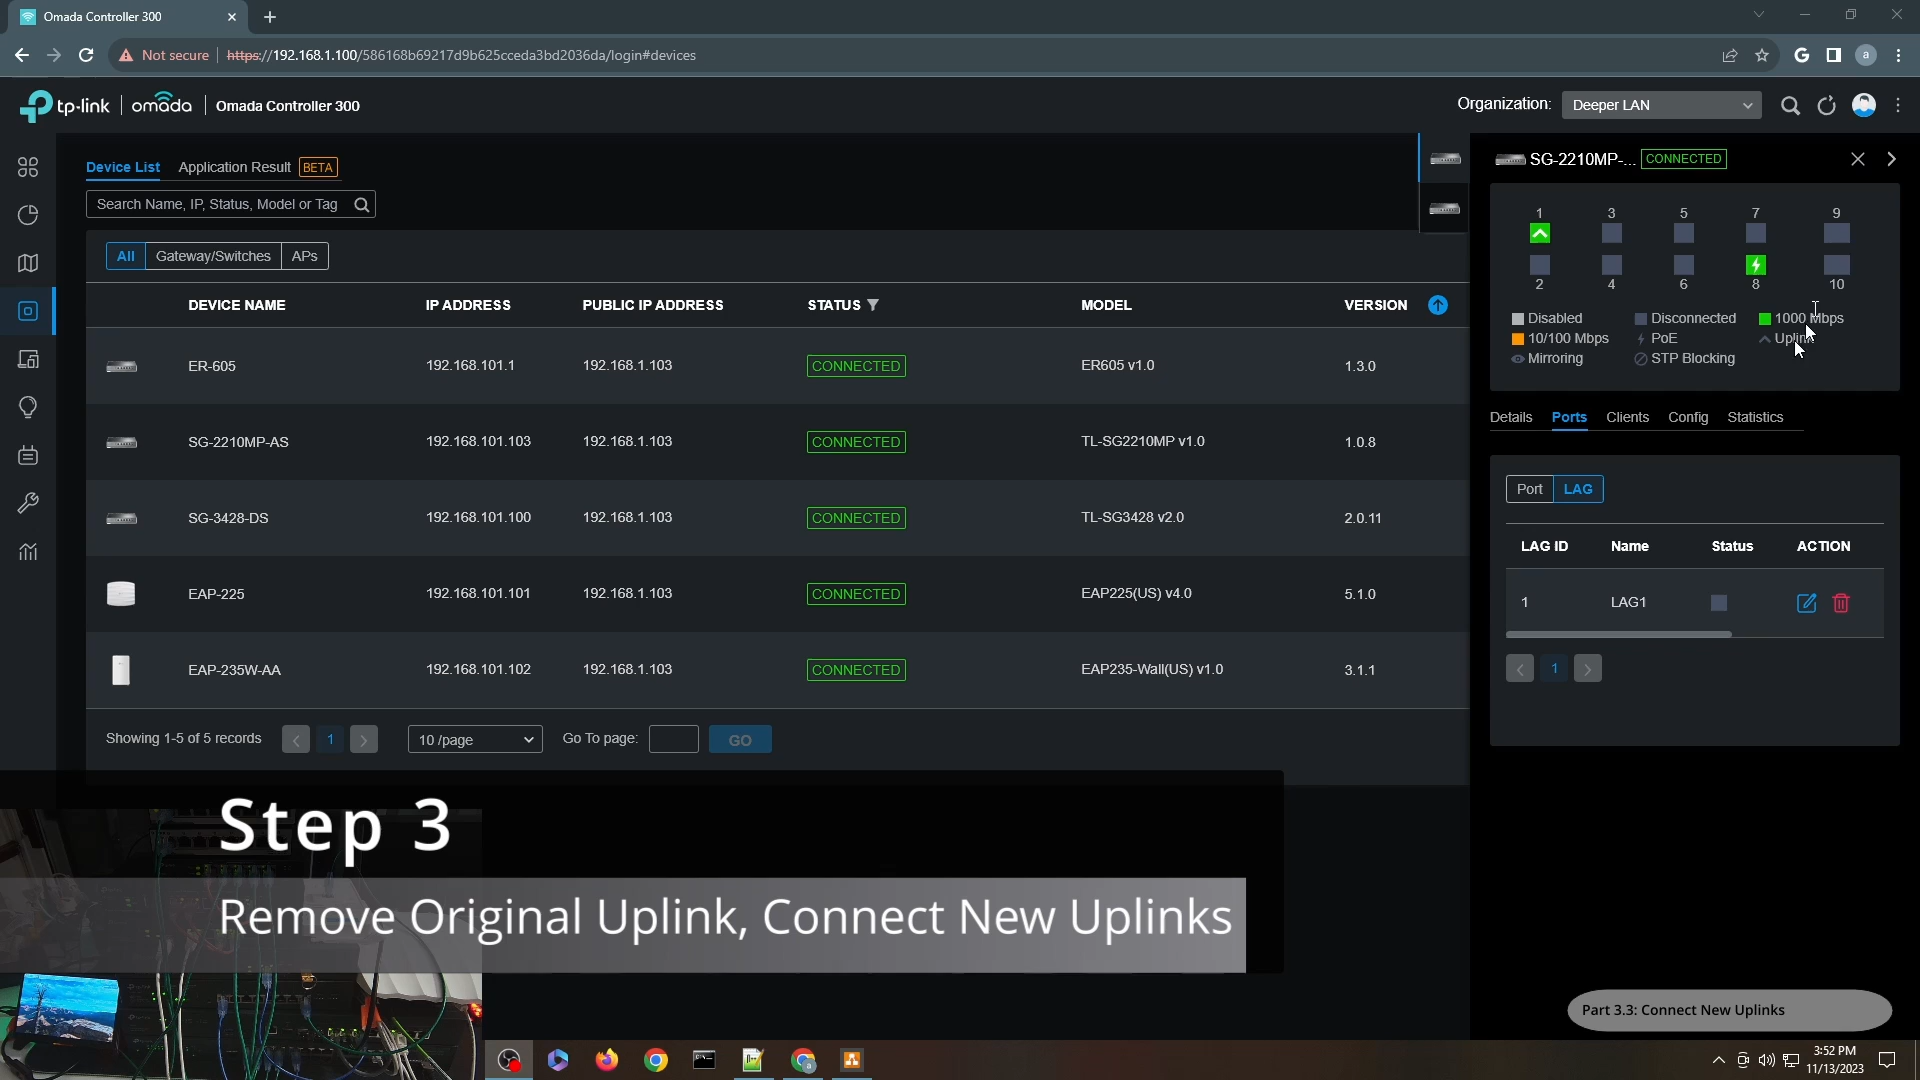 Omada Controller 300
Not secure https://192.168.1.100/586168b69217d9b625cceda3bd2036da/login#devices
G a
tp-link omada Omada Controller 300
Organization: Deeper LAN
Device List Application Result BETA
Search Name, IP, Status, Model or Tag
All Gateway/Switches APs
DEVICE NAME IP ADDRESS PUBLIC IP ADDRESS STATUS MODEL VERSION
ER-605 192.168.101.1 192.168.1.103 CONNECTED ER605 v1.0 1.3.0
SG-2210MP-AS 192.168.101.103 192.168.1.103 CONNECTED TL-SG2210MP v1.0 1.0.8
SG-3428-DS 192.168.101.100 192.168.1.103 CONNECTED TL-SG3428 v2.0 2.0.11
EAP-225 192.168.101.101 192.168.1.103 CONNECTED EAP225(US) v4.0 5.1.0
EAP-235W-AA 192.168.101.102 192.168.1.103 CONNECTED EAP235-Wall(US) v1.0 3.1.1
Showing 1-5 of 5 records < 1 > 10 /page Go To page: GO
SG-2210MP-... CONNECTED
1 3 5 7 9
2 4 6 8 10
Disabled Disconnected 1000 Mbps
10/100 Mbps PoE Uplink
Mirroring STP Blocking
Details Ports Clients Config Statistics
Port LAG
LAG ID Name Status ACTION
1 LAG1
< 1 >
Step 3
Remove Original Uplink, Connect New Uplinks
Part 3.3: Connect New Uplinks
3:52 PM
11/13/2023